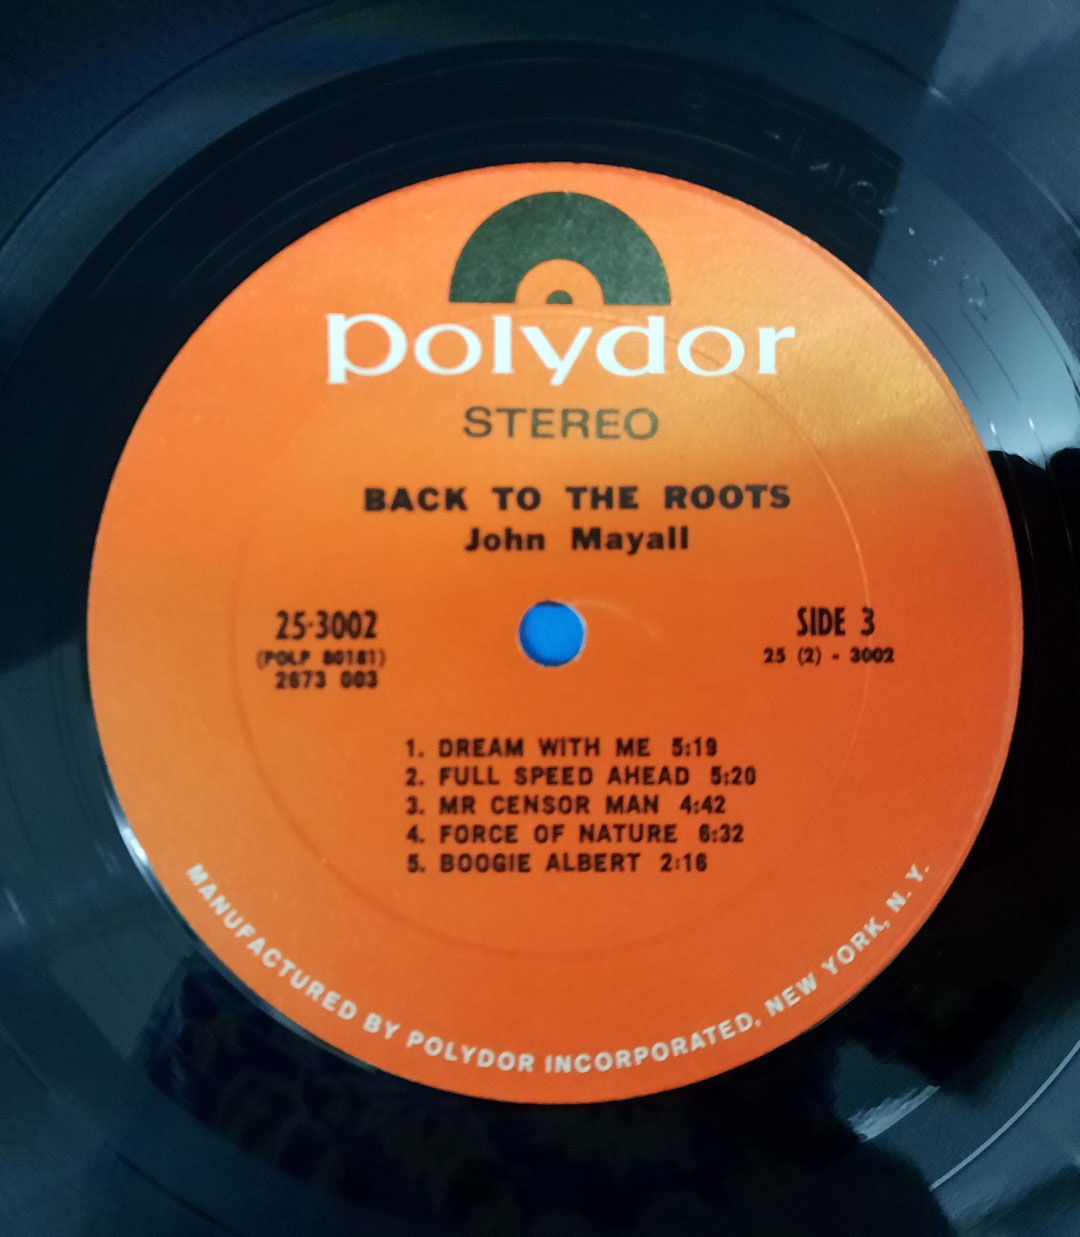 polydor
STEREO
BACK TO THE ROOTS
John Mayall
25-3002
(POLP 80181)
2673 003
SIDE 3
25 (2) - 3002
1. DREAM WITH ME 5:19
2. FULL SPEED AHEAD 5:20
3. MR CENSOR MAN 4:42
4. FORCE OF NATURE 6:32
5. BOOGIE ALBERT 2:16
MANUFACTURED BY POLYDOR INCORPORATED, NEW YORK, N.Y.